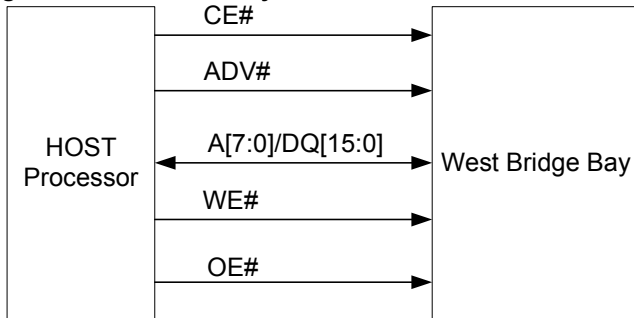 CE#
ADV#
HOST
Processor
A[7:0]/DQ[15:0]
West Bridge Bay
WE#
OE#